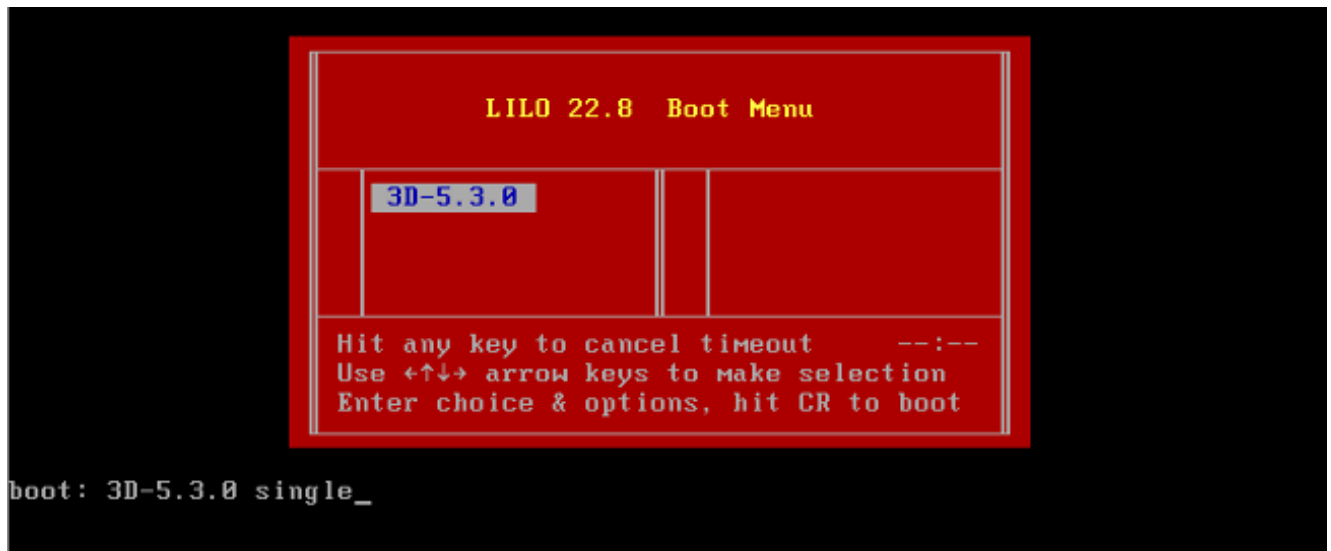 LILO 22.8 Boot Menu
3D-5.3.0
Hit any key to cancel timeout --:--
Use ←↑↓→ arrow keys to make selection
Enter choice & options, hit CR to boot
boot: 3D-5.3.0 single_